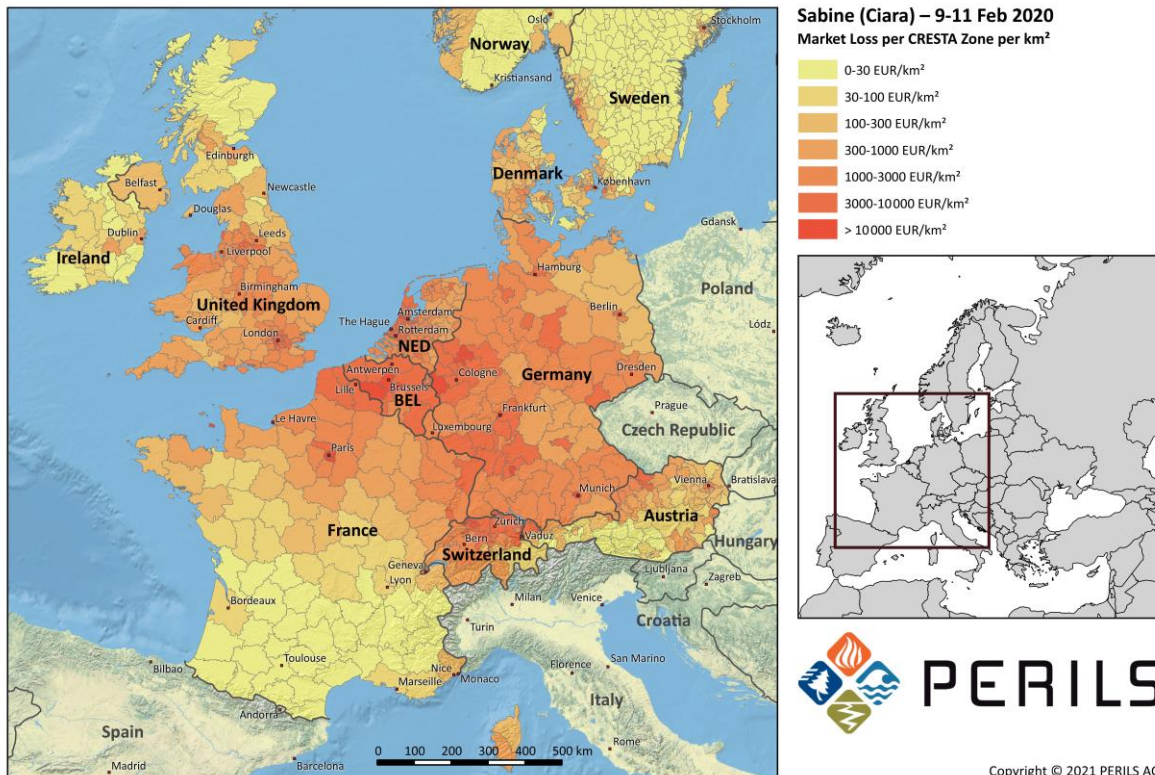 Sabine (Ciara) – 9-11 Feb 2020
Market Loss per CRESTA Zone per km²
0-30 EUR/km²
30-100 EUR/km²
100-300 EUR/km²
300-1000 EUR/km²
1000-3000 EUR/km²
3000-10 000 EUR/km²
> 10 000 EUR/km²
Oslo
Stockholm
Norway
Kristiansand
Sweden
Edinburgh
Denmark
København
Belfast
Newcastle
Douglas
Gdansk
Dublin
Leeds
Ireland
Liverpool
Hamburg
Poland
Birmingham
United Kingdom
Berlin
Amsterdam
The Hague
Rotterdam
Lódz
Cardiff
London
NED
Antwerpen
Dresden
Germany
Cologne
Lille
Brussels
BEL
Prague
Frankfurt
Le Havre
Luxembourg
Czech Republic
Paris
Vienna
Bratislava
Munich
France
Zürich
Austria
Bern
Vaduz
Switzerland
Hungary
Geneva
Ljubljana
Lyon
Zagreb
Milan
Venice
Bordeaux
Croatia
Turin
Toulouse
Nice
Florence
San Marino
Bilbao
Marseille
Monaco
Andorra
Italy
Spain
Rome
Madrid
Barcelona
0 100 200 300 400 500 km
PERILS
Copyright © 2021 PERILS AG